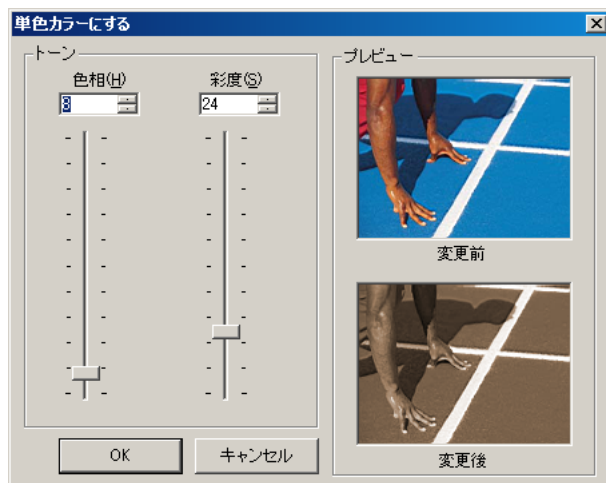 単色カラーにする
トーン
色相(H)
彩度(S)
8
24
OK
キャンセル
プレビュー
変更前
変更後